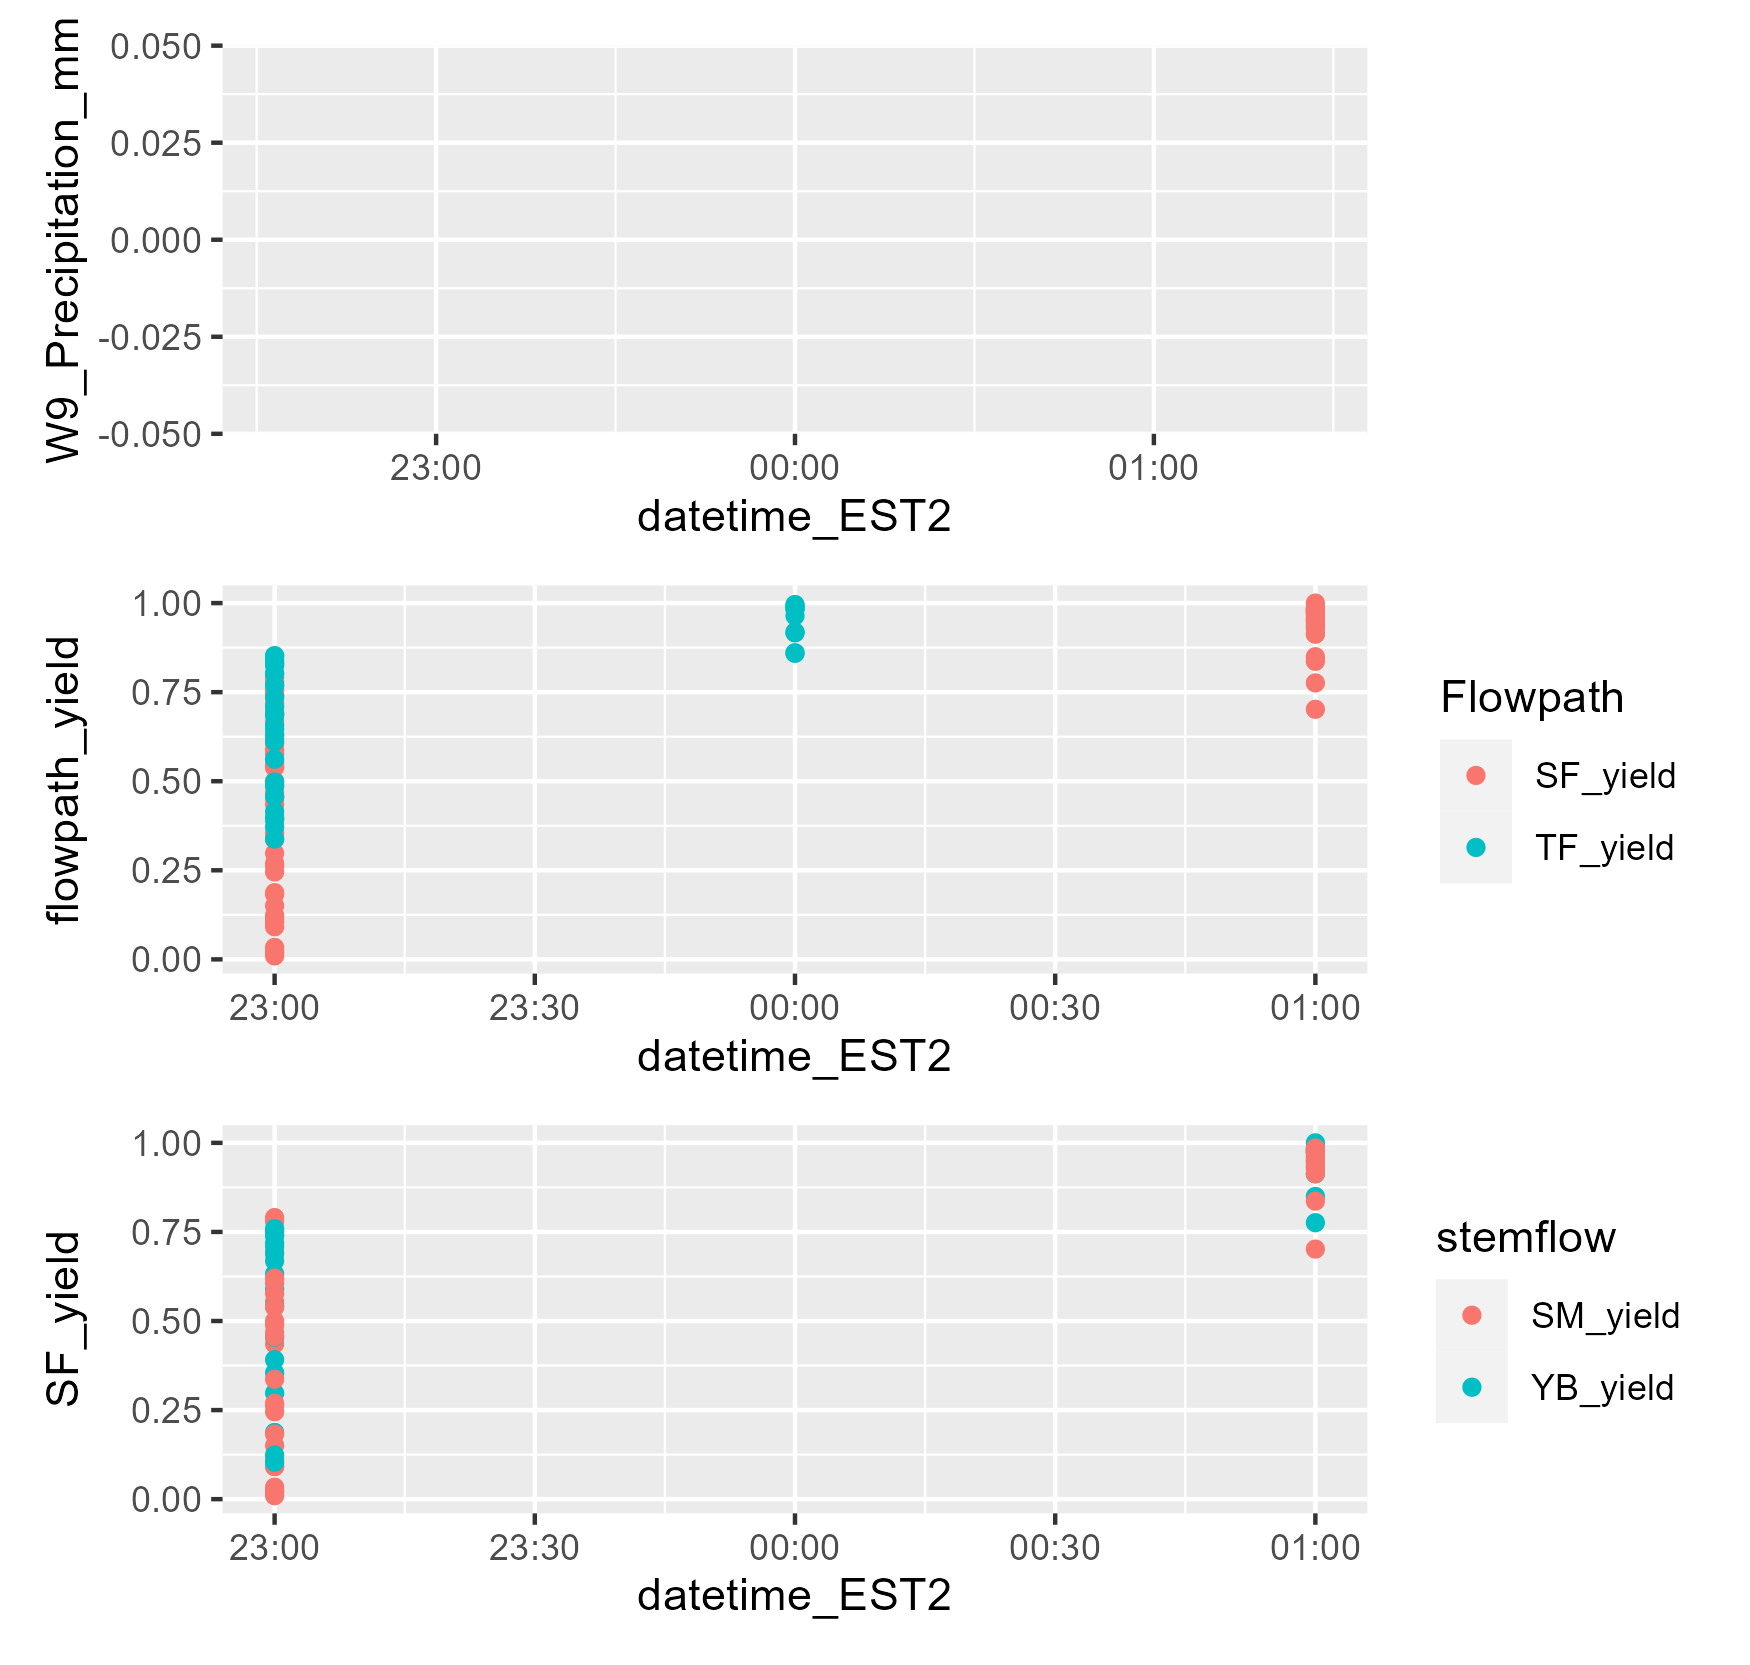 W9_Precipitation_mm
0.050
0.025
0.000
-0.025
-0.050
23:00 00:00 01:00
datetime_EST2
flowpath_yield
1.00
0.75
0.50
0.25
0.00
23:00 23:30 00:00 00:30 01:00
datetime_EST2
Flowpath
SF_yield
TF_yield
SF_yield
1.00
0.75
0.50
0.25
0.00
23:00 23:30 00:00 00:30 01:00
datetime_EST2
stemflow
SM_yield
YB_yield